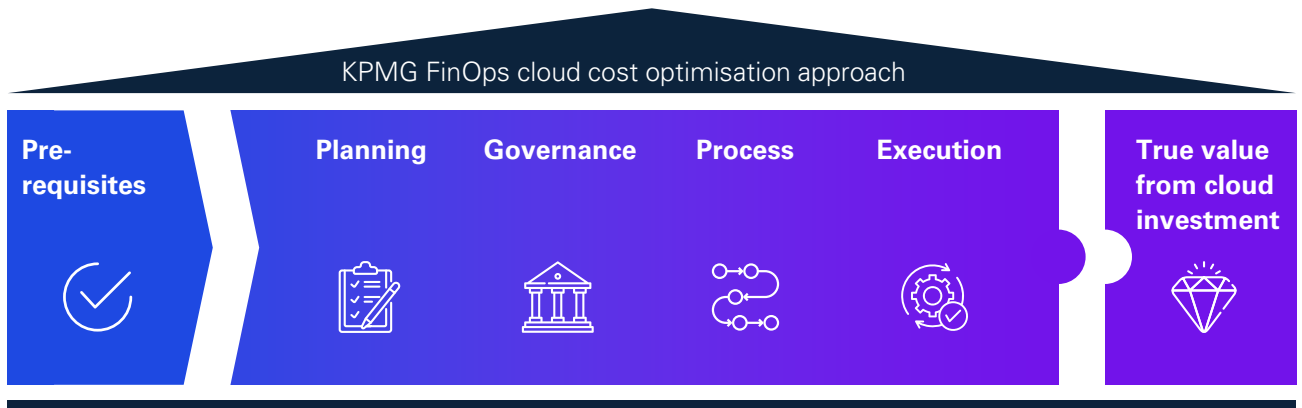 KPMG FinOps cloud cost optimisation approach
Pre-
requisites
Planning
Governance
Process
Execution
True value
from cloud
investment